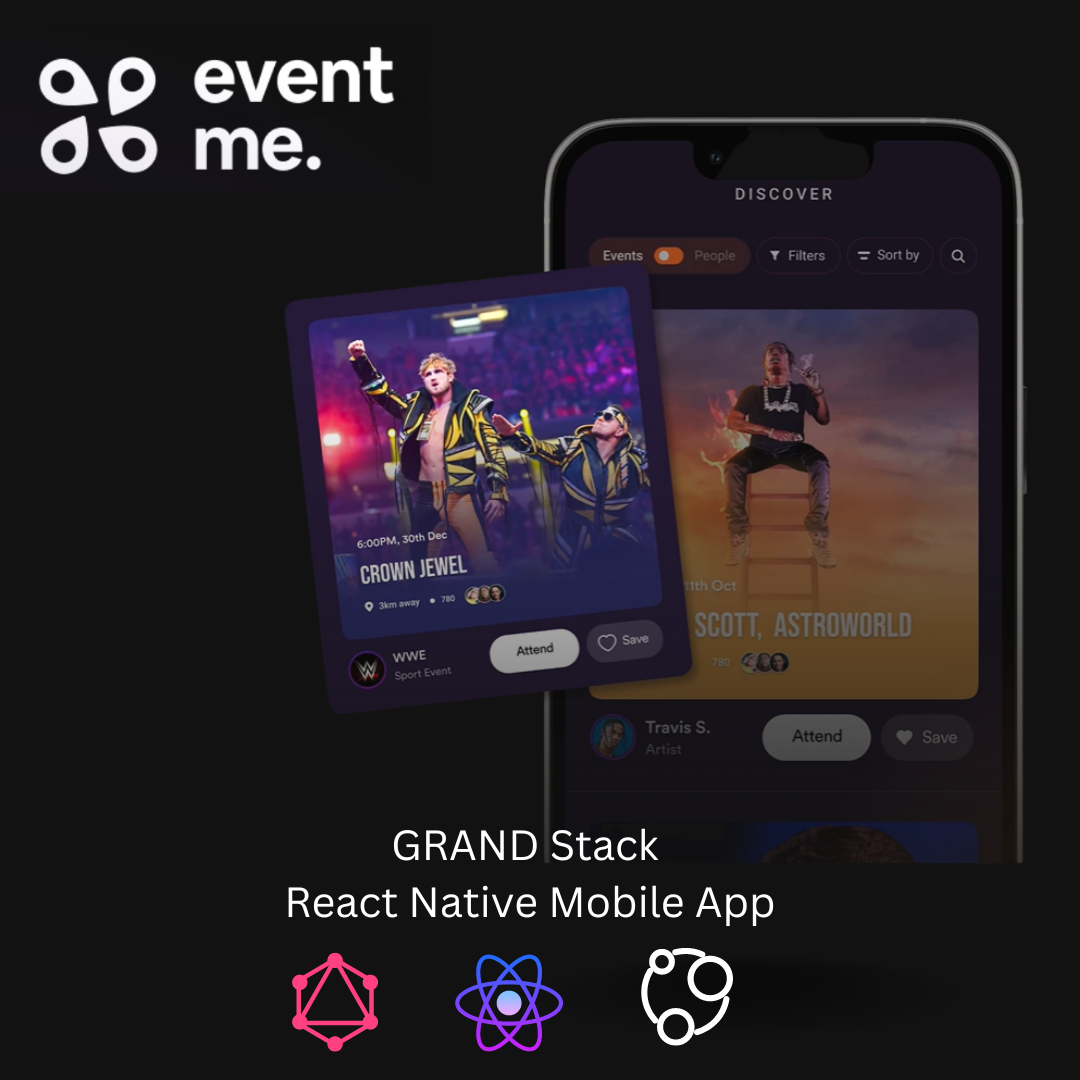 event
me.
DISCOVER
Events
People
Filters
Sort by
6:00PM, 30th Dec
CROWN JEWEL
3km away
780
WWE
Sport Event
Attend
Save
11th Oct
SCOTT, ASTROWORLD
780
Travis S.
Artist
Attend
Save
GRAND Stack
React Native Mobile App